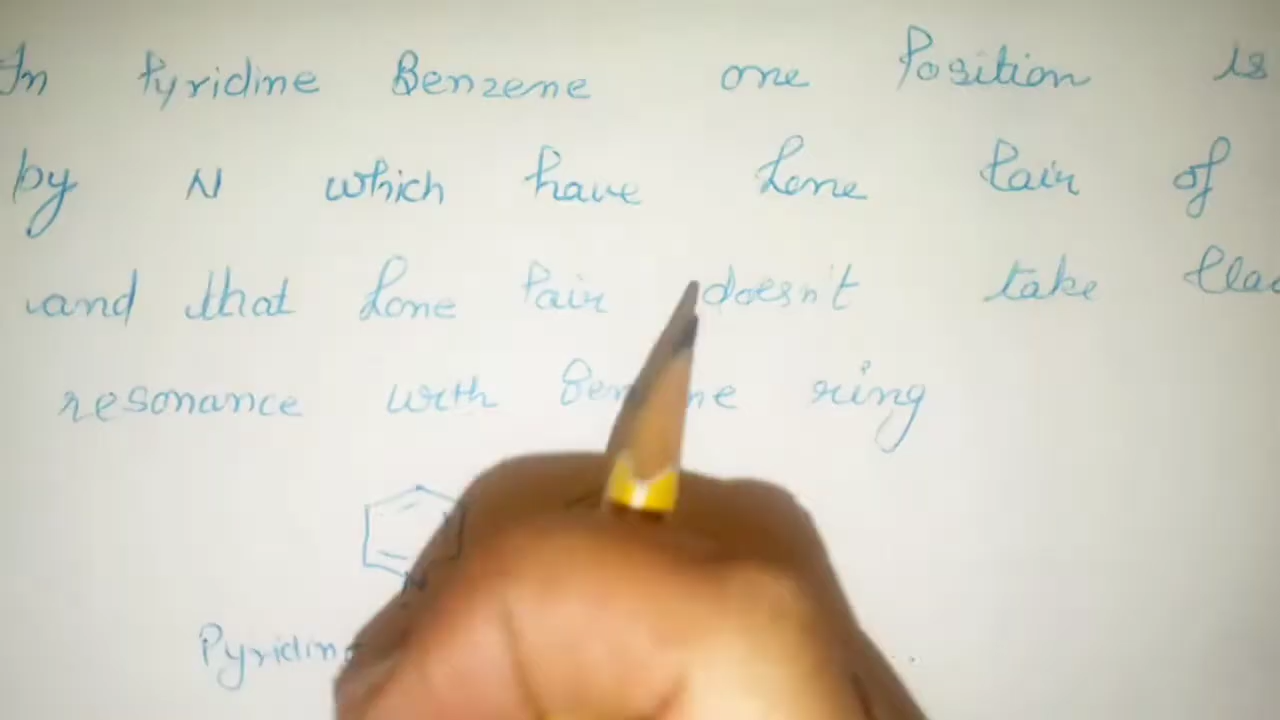 In Pyridine Benzene one Position is
by N which have Lone Pair of
and that Lone Pair doesn't take
resonance with ring
N